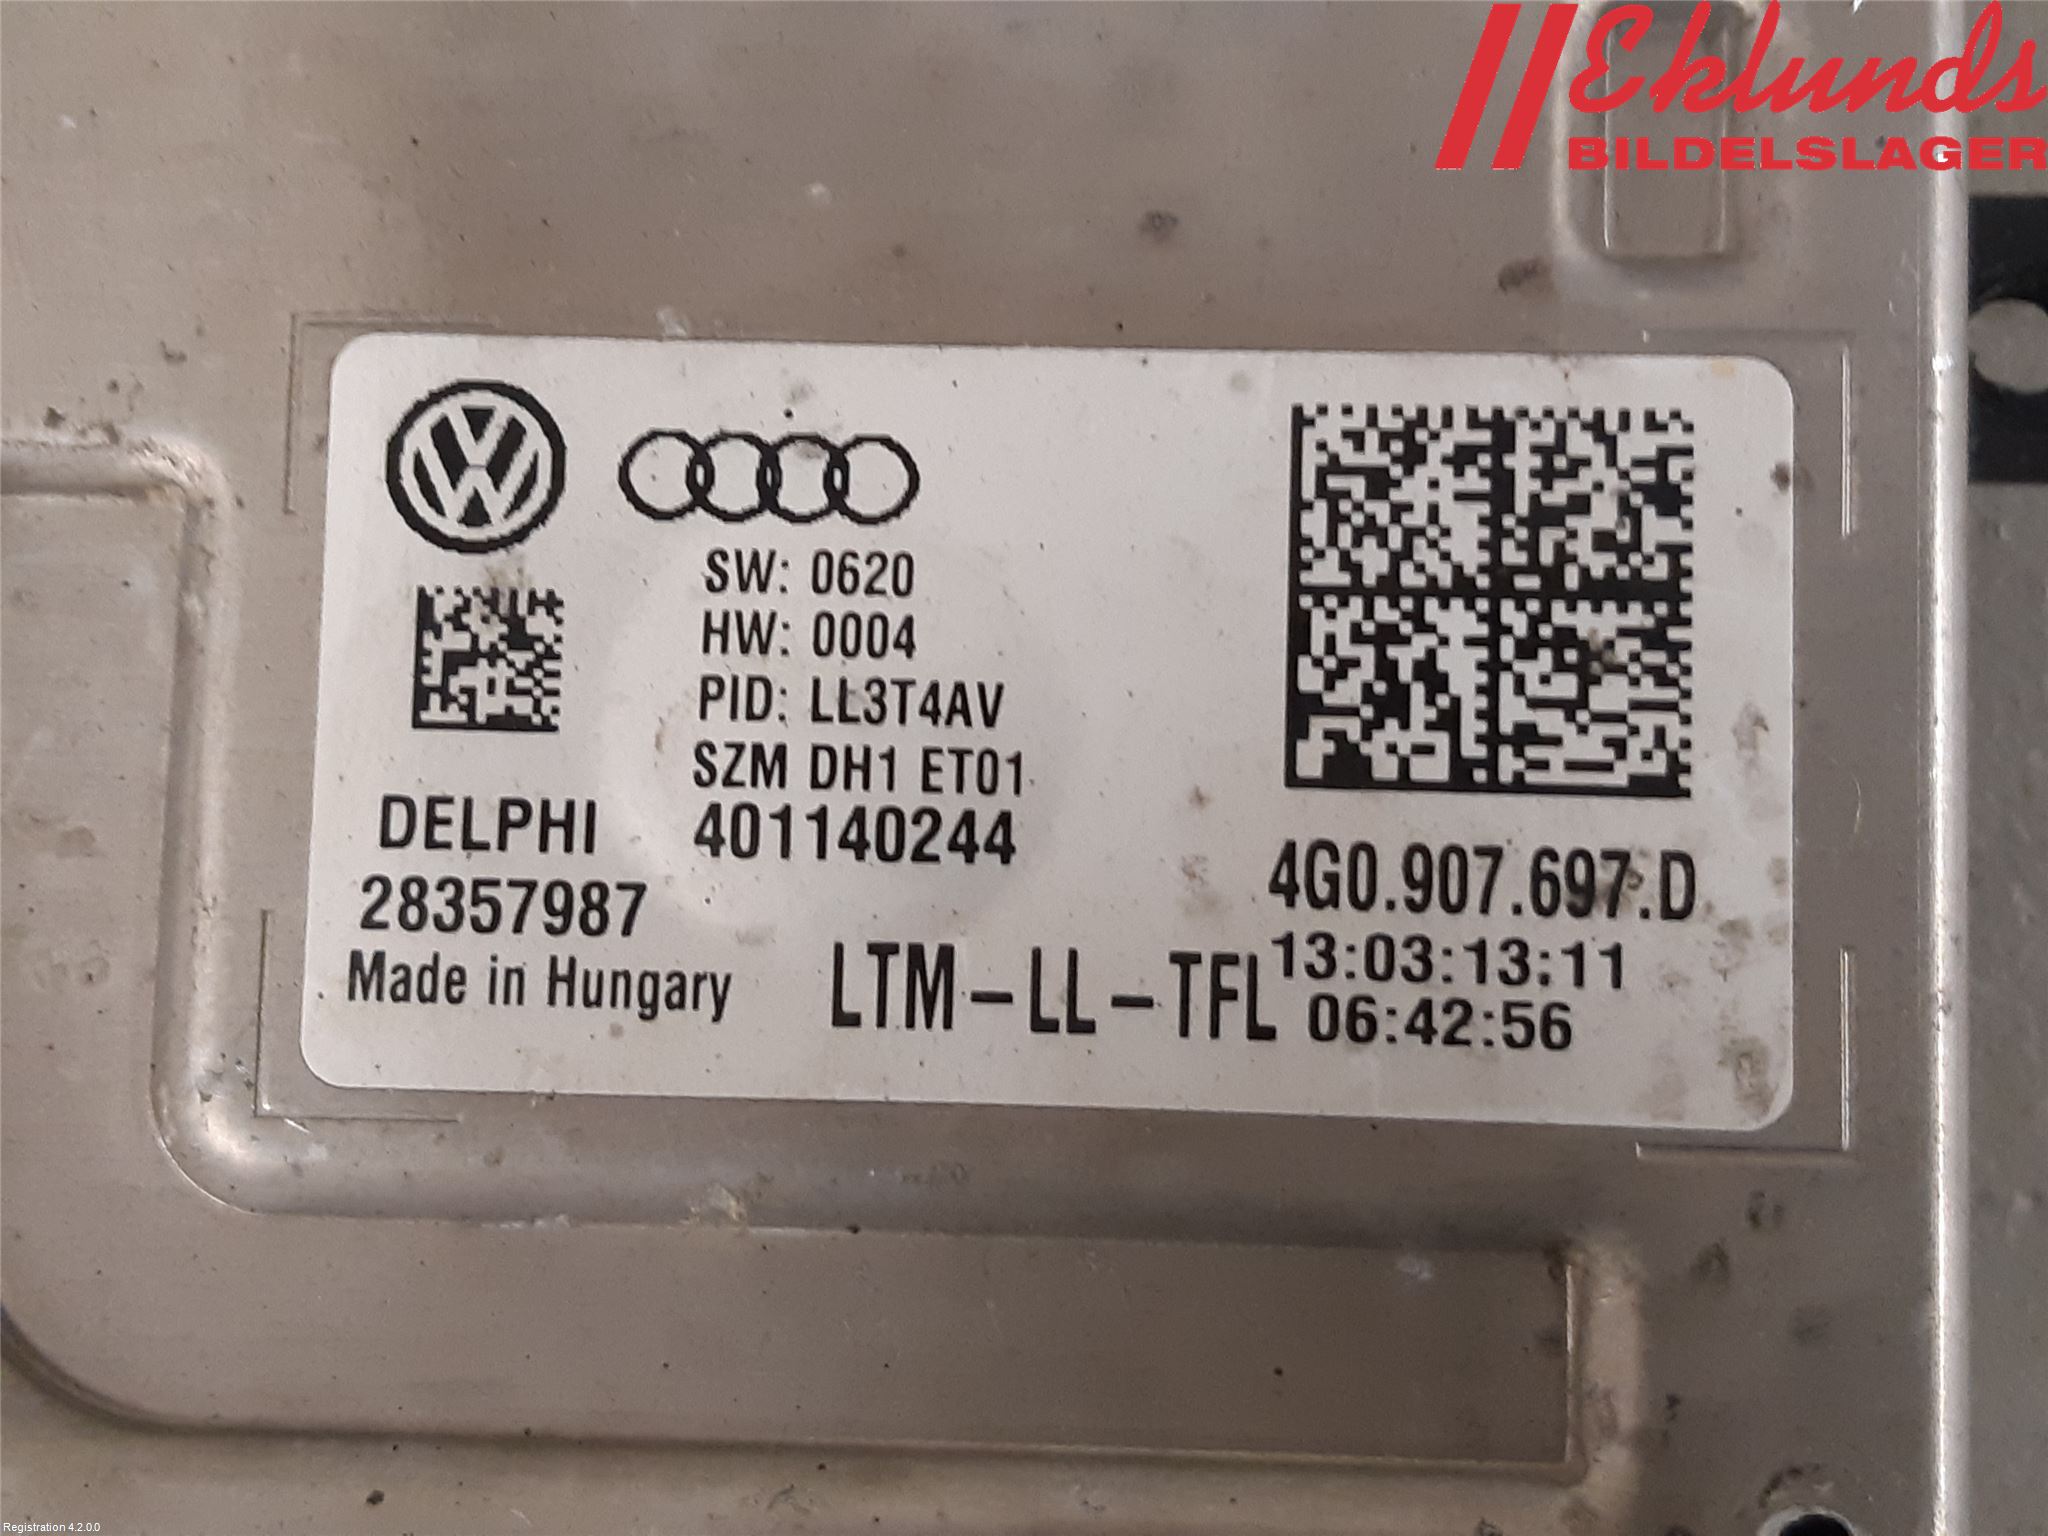 Eklunds
BILDELSLAGER
SW: 0620
HW: 0004
PID: LL3T4AV
SZM DH1 ET01
401140244
DELPHI
28357987
Made in Hungary
LTM-LL-TFL
4G0.907.697.D
13:03:13:11
06:42:56
Registration 4.2.0.0